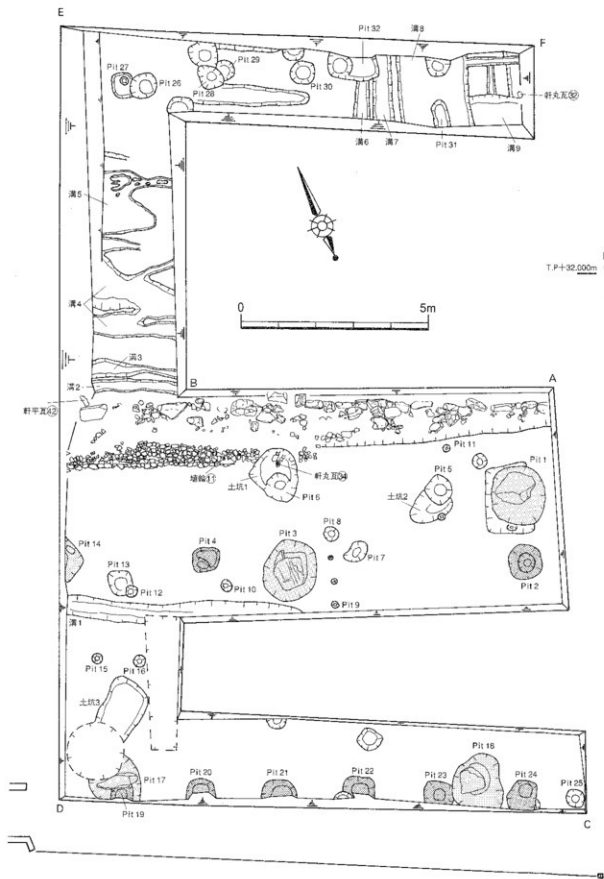 E
Pit 32
溝8
F
Pit 27
Pit 29
Pit 26
Pit 30
Pit 28
軒丸瓦㉜
溝6
溝7
Pit 31
溝9
溝5
T.P+32.000m
溝4
0
5m
溝3
溝2
B
A
軒平瓦㊷
Pit 11
埴輪⑪
軒丸瓦㉞
Pit 5
Pit 1
土坑1
Pit 6
土坑2
Pit 8
Pit 14
Pit 4
Pit 3
Pit 7
Pit 13
Pit 2
Pit 12
Pit 10
Pit 9
溝1
Pit 15
Pit 16
土坑3
Pit 18
Pit 17
Pit 20
Pit 21
Pit 22
Pit 23
Pit 24
Pit 25
D
Pit 19
C